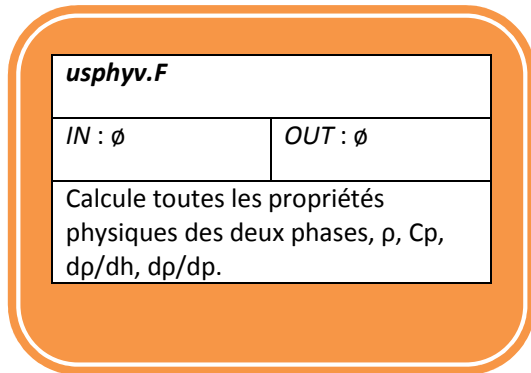 usphyv.F
IN : ø OUT : ø
Calcule toutes les propriétés
physiques des deux phases, ρ, Cp,
dρ/dh, dρ/dp.